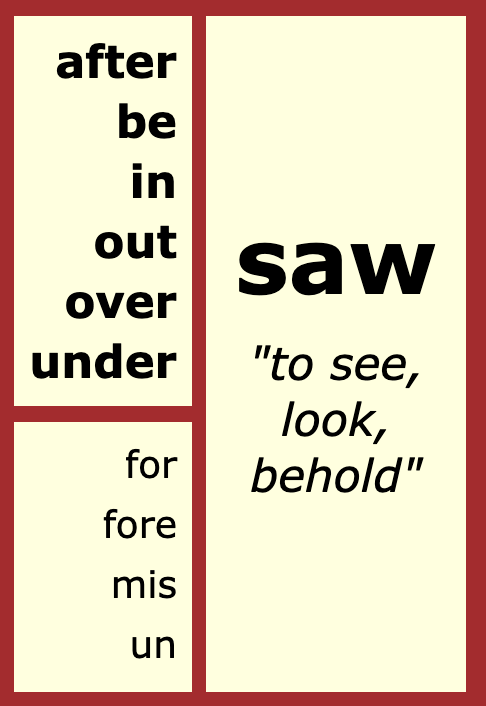 after
be
in
out
over
under
for
fore
mis
un
saw
"to see,
look,
behold"